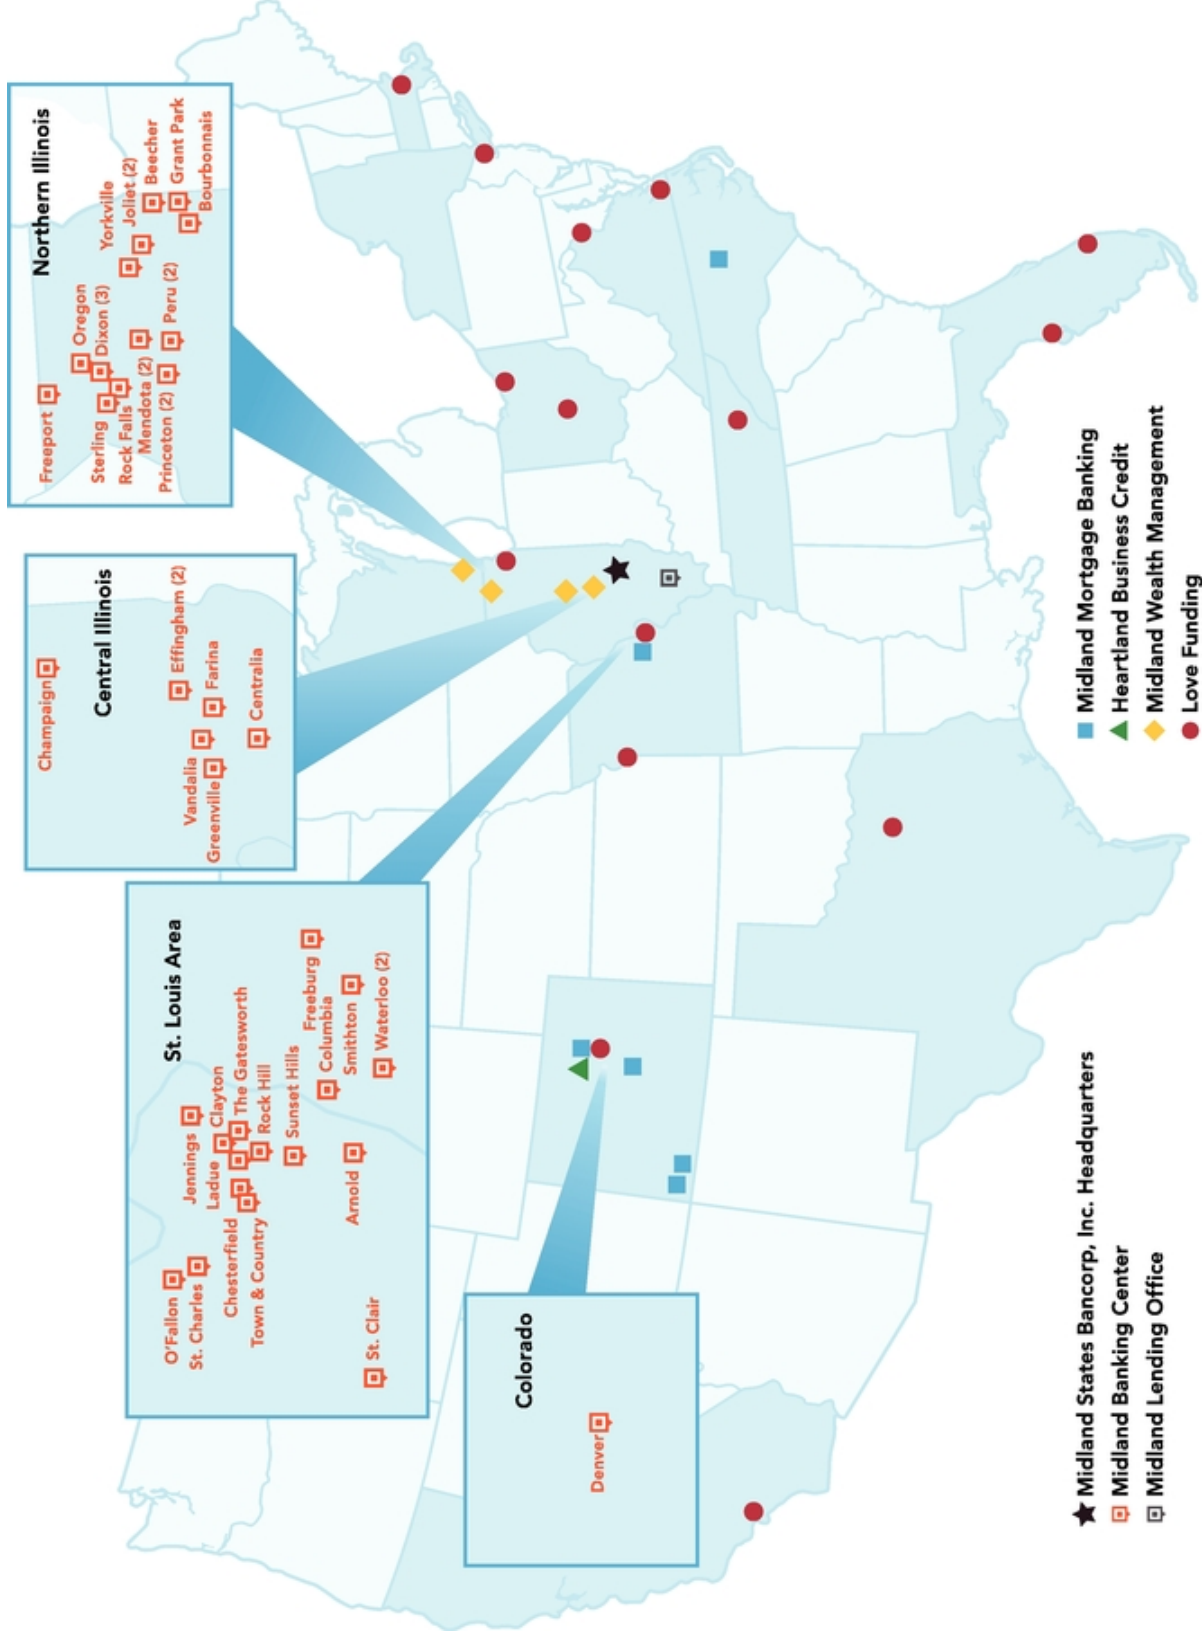 St. Louis Area
O'Fallon
St. Charles
Jennings
Ladue
Clayton
The Gatesworth
Chesterfield
Town & Country
Rock Hill
Sunset Hills
Freeburg
Columbia
Smithton
Arnold
Waterloo (2)
St. Clair
Central Illinois
Champaign
Effingham (2)
Vandalia
Farina
Greenville
Centralia
Northern Illinois
Freeport
Oregon
Dixon (3)
Sterling
Rock Falls
Mendota (2)
Princeton (2)
Peru (2)
Yorkville
Joliet (2)
Beecher
Grant Park
Bourbonnais
Colorado
Denver
Midland States Bancorp, Inc. Headquarters
Midland Banking Center
Midland Lending Office
Midland Mortgage Banking
Heartland Business Credit
Midland Wealth Management
Love Funding